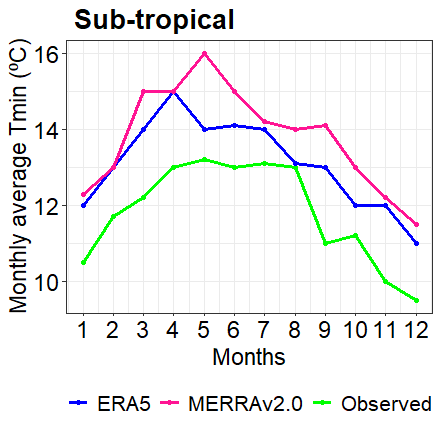 Sub-tropical
Monthly average Tmin (ºC)
16
14
12
10
1 2 3 4 5 6 7 8 9 10 11 12
Months
ERA5 MERRAv2.0 Observed